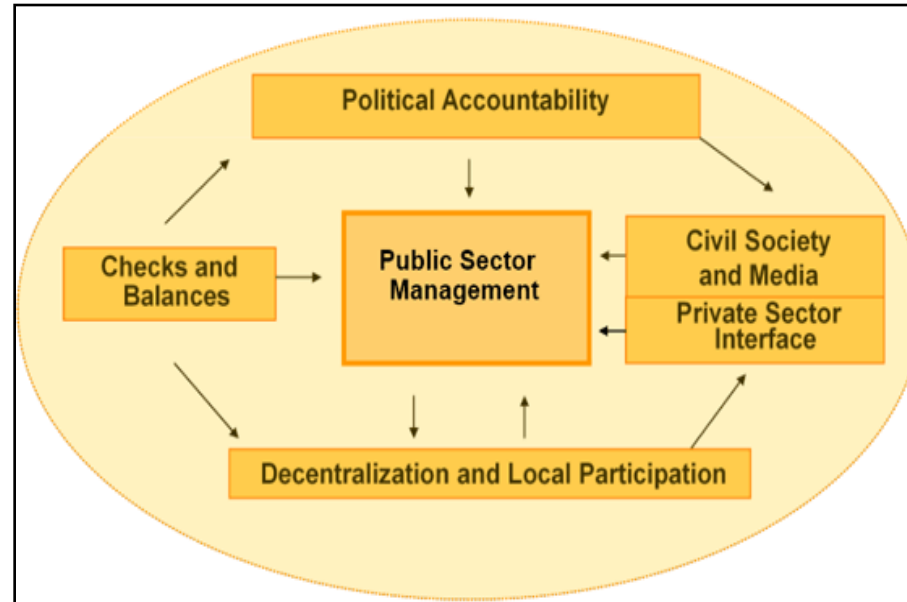 Political Accountability
Checks and
Balances
Public Sector
Management
Civil Society
and Media
Private Sector
Interface
Decentralization and Local Participation